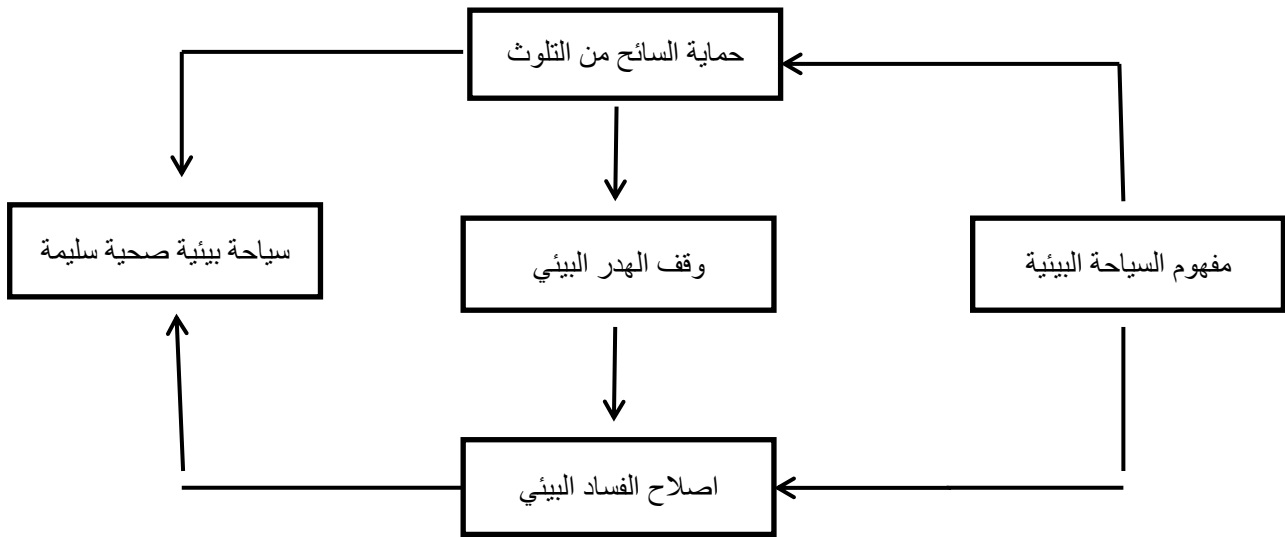 حماية السائح من التلوث
مفهوم السياحة البيئية
وقف الهدر البيئي
سياحة بيئية صحية سليمة
اصلاح الفساد البيئي